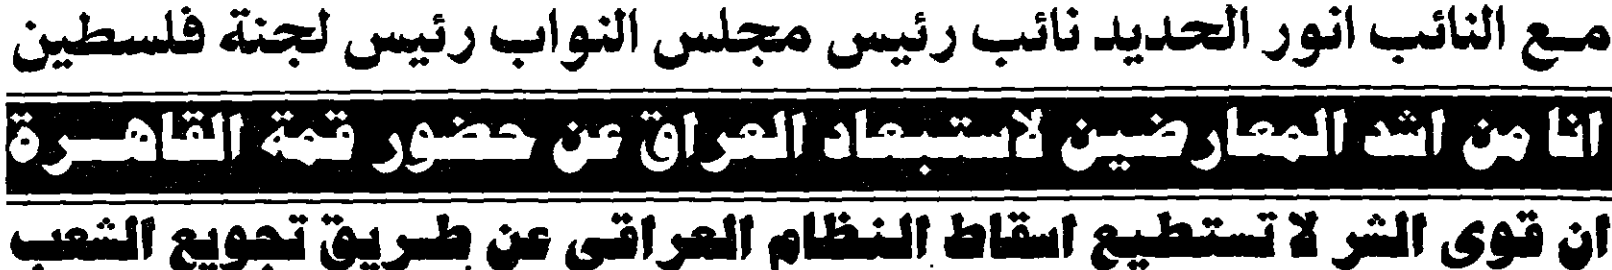 مع النائب انور الحديد نائب رئيس مجلس النواب رئيس لجنة فلسطين
انا من اشد المعارضين لاستبعاد العراق عن حضور قمة القاهرة
ان قوى الشر لا تستطيع اسقاط النظام العراقى عن طريق تجويع الشعب